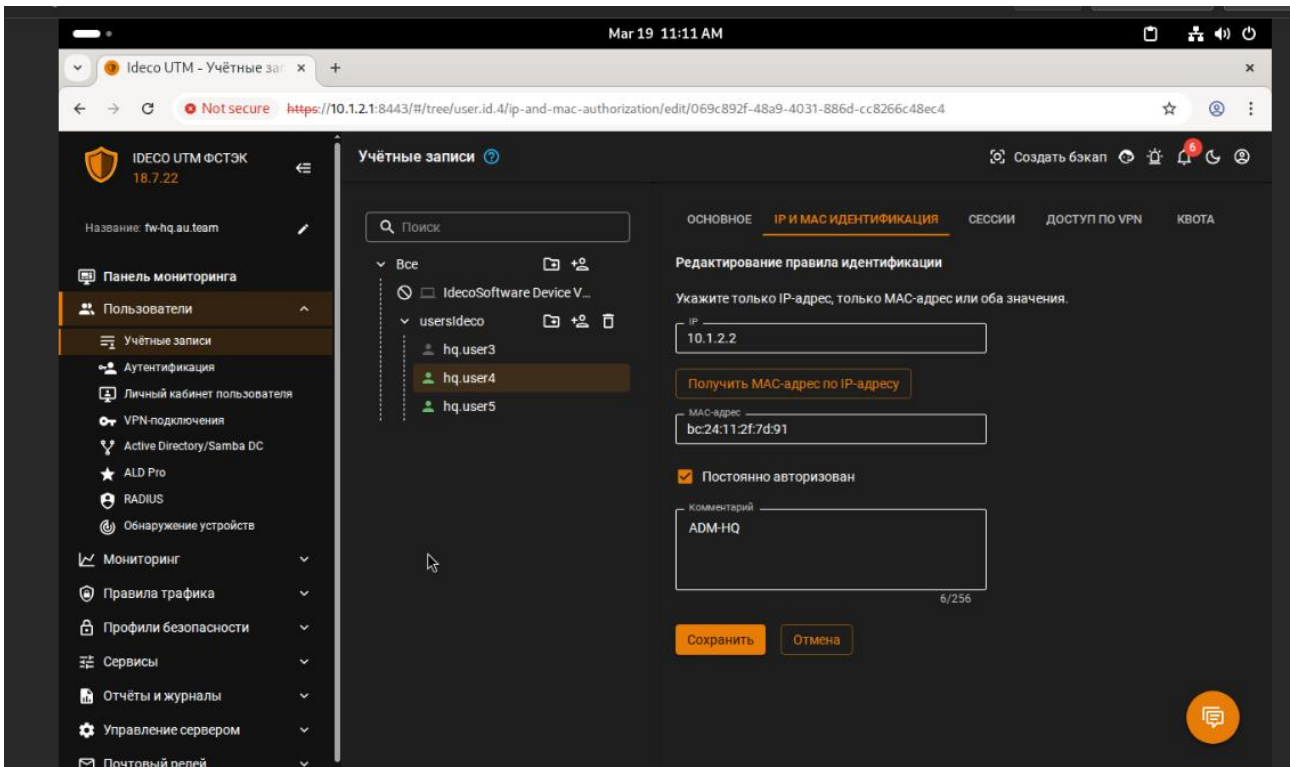 Mar 19 11:11 AM
Ideco UTM - Учётные зап
Not secure https://10.1.2.1:8443/#/tree/user.id.4/ip-and-mac-authorization/edit/069c892f-48a9-4031-886d-cc8266c48ec4
IDECO UTM ФСТЭК
18.7.22
Название: fw-hq.au.team
Панель мониторинга
Пользователи
Учётные записи
Аутентификация
Личный кабинет пользователя
VPN-подключения
Active Directory/Samba DC
ALD Pro
RADIUS
Обнаружение устройств
Мониторинг
Правила трафика
Профили безопасности
Сервисы
Отчёты и журналы
Управление сервером
Почтовый релей
Учётные записи
Создать бэкап
6
Поиск
Все
IdecoSoftware Device V...
usersIdeco
hq.user3
hq.user4
hq.user5
ОСНОВНОЕ IP И MAC ИДЕНТИФИКАЦИЯ СЕССИИ ДОСТУП ПО VPN КВОТА
Редактирование правила идентификации
Укажите только IP-адрес, только MAC-адрес или оба значения.
IP
10.1.2.2
Получить MAC-адрес по IP-адресу
MAC-адрес
bc:24:11:2f:7d:91
Постоянно авторизован
Комментарий
ADM-HQ
6/256
Сохранить Отмена